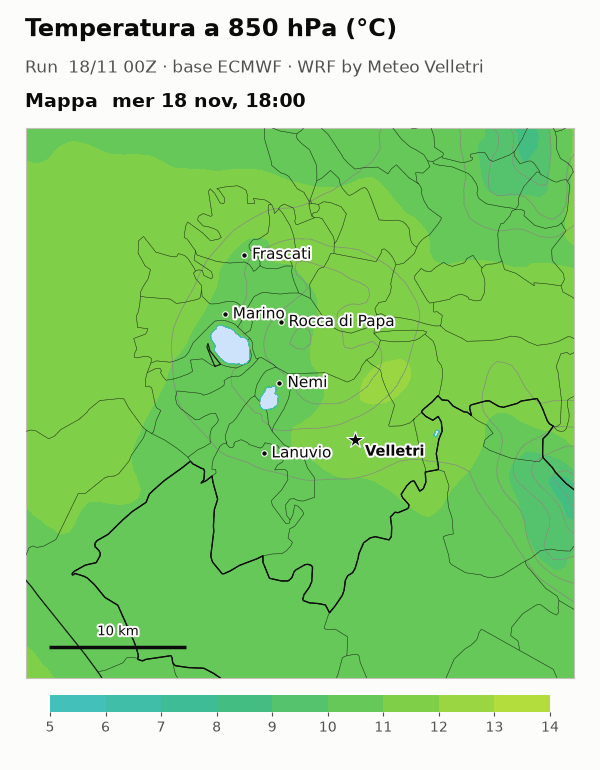 Temperatura a 850 hPa (°C)
Run  18/11 00Z · base ECMWF · WRF by Meteo Velletri
Mappa  mer 18 nov, 18:00
Frascati
Marino
Rocca di Papa
Nemi
Velletri
Lanuvio
10 km
5 6 7 8 9 10 11 12 13 14